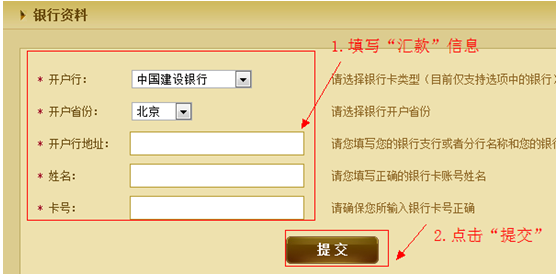 银行资料
1.填写“汇款”信息
* 开户行: 中国建设银行 请选择银行卡类型（目前仅支持选项中的银行）
* 开户省份: 北京 请选择银行开户省份
* 开户行地址: 请您填写您的银行支行或者分行名称和您的银
* 姓名: 请您填写正确的银行卡账号姓名
* 卡号: 请确保您所输入银行卡号正确
2.点击“提交”
提 交